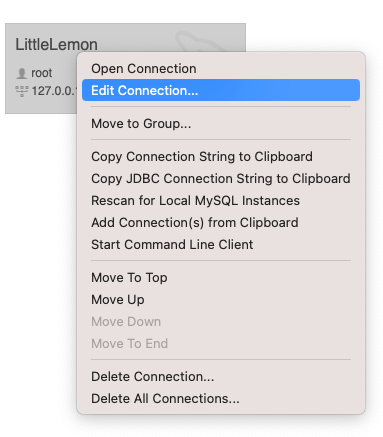 LittleLemon
root
127.0.0.
Open Connection
Edit Connection...
Move to Group...
Copy Connection String to Clipboard
Copy JDBC Connection String to Clipboard
Rescan for Local MySQL Instances
Add Connection(s) from Clipboard
Start Command Line Client
Move To Top
Move Up
Move Down
Move To End
Delete Connection...
Delete All Connections...